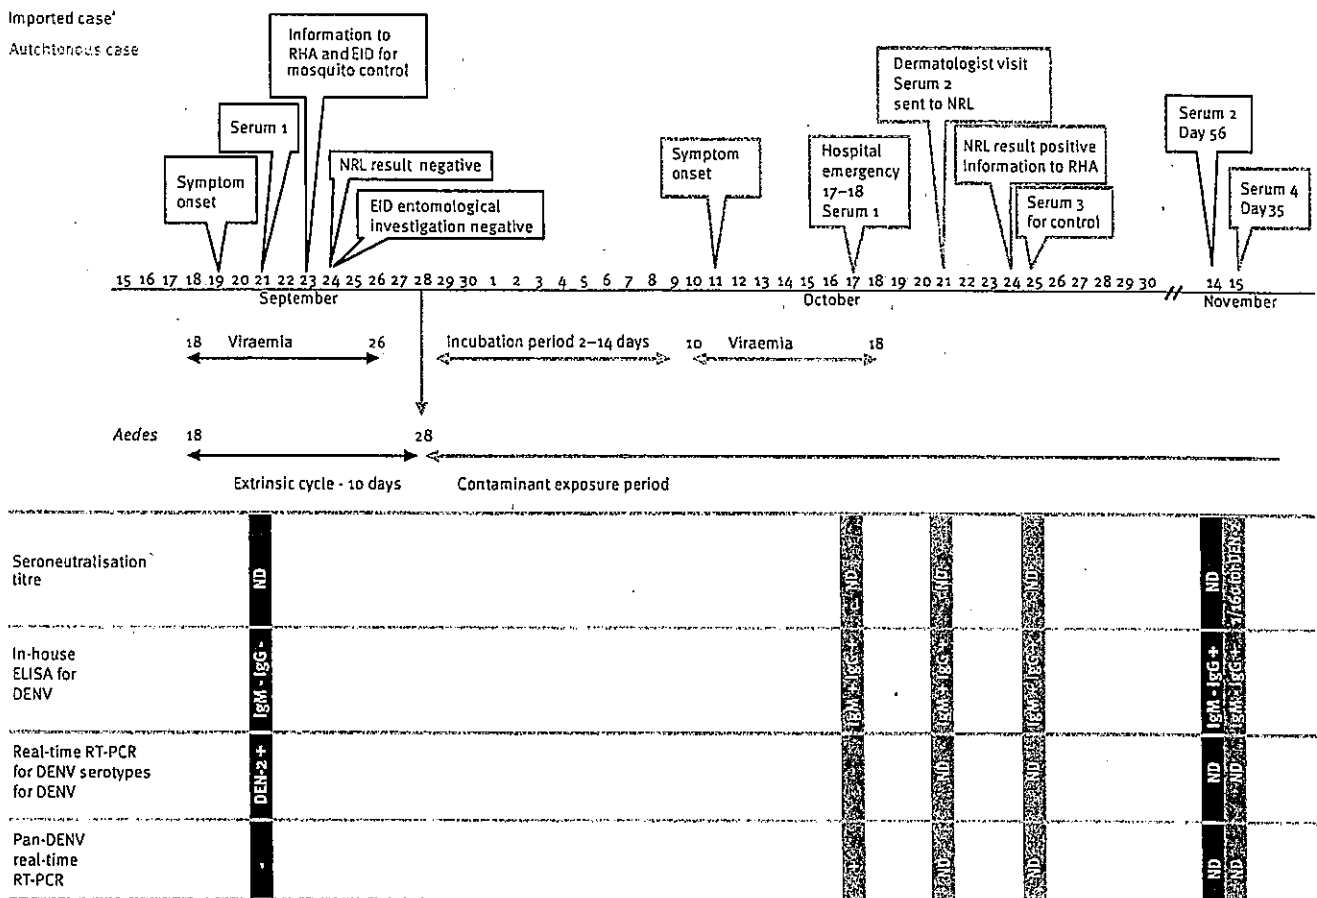 Imported case
Autchtonous case
Information to
RHA and EID for
mosquito control
Serum 1
Symptom
onset
NRL result negative
EID entomological
investigation negative
Symptom
onset
Hospital
emergency
17–18
Serum 1
Dermatologist visit
Serum 2
sent to NRL
NRL result positive
Information to RHA
Serum 3
for control
Serum 2
Day 56
Serum 4
Day 35
15 16 17 18 19 20 21 22 23 24 25 26 27 28 29 30 1 2 3 4 5 6 7 8 9 10 11 12 13 14 15 16 17 18 19 20 21 22 23 24 25 26 27 28 29 30 // 14 15
September October November
18 Viraemia 26 Incubation period 2–14 days 10 Viraemia 18
Aedes 18 28
Extrinsic cycle - 10 days Contaminant exposure period
Seroneutralisation
titre
ND ND ND ND ND
In-house
ELISA for
DENV
IgM - IgG - IgM + IgG + IgM + IgG + IgM - IgG + IgM - IgG +
Real-time RT-PCR
for DENV serotypes
for DENV
DEN-2 + ND ND ND ND
Pan-DENV
real-time
RT-PCR
- + ND ND ND ND